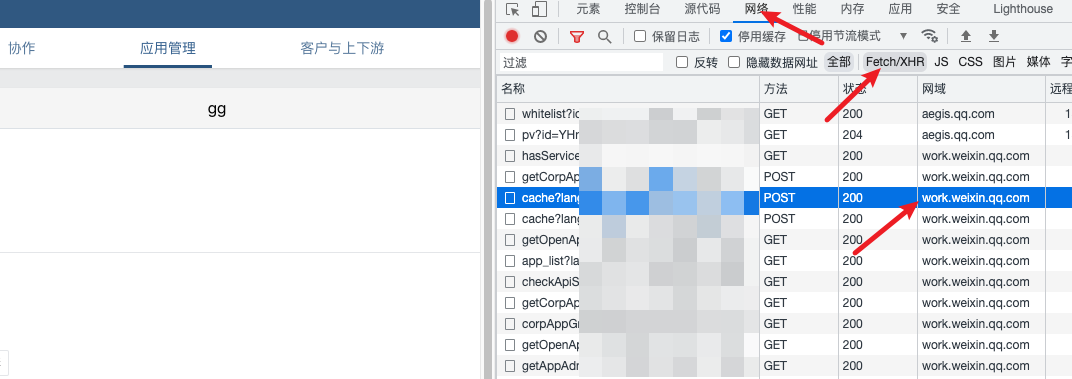 协作 应用管理 客户与上下游
gg
元素 控制台 源代码 网络 性能 内存 应用 安全 Lighthouse
保留日志 停用缓存 已停用节流模式
过滤 反转 隐藏数据网址 全部 Fetch/XHR JS CSS 图片 媒体 字
名称 方法 状态 网域 远程
whitelist?id GET 200 aegis.qq.com 1
pv?id=YHr GET 204 aegis.qq.com 1
hasService GET 200 work.weixin.qq.com
getCorpAp POST 200 work.weixin.qq.com
cache?lang POST 200 work.weixin.qq.com
cache?lang POST 200 work.weixin.qq.com
getOpenAp GET 200 work.weixin.qq.com
app_list?la GET 200 work.weixin.qq.com
checkApiS GET 200 work.weixin.qq.com
getCorpAp GET 200 work.weixin.qq.com
corpAppGr GET 200 work.weixin.qq.com
getOpenAp GET 200 work.weixin.qq.com
getAppAdr GET 200 work.weixin.qq.com